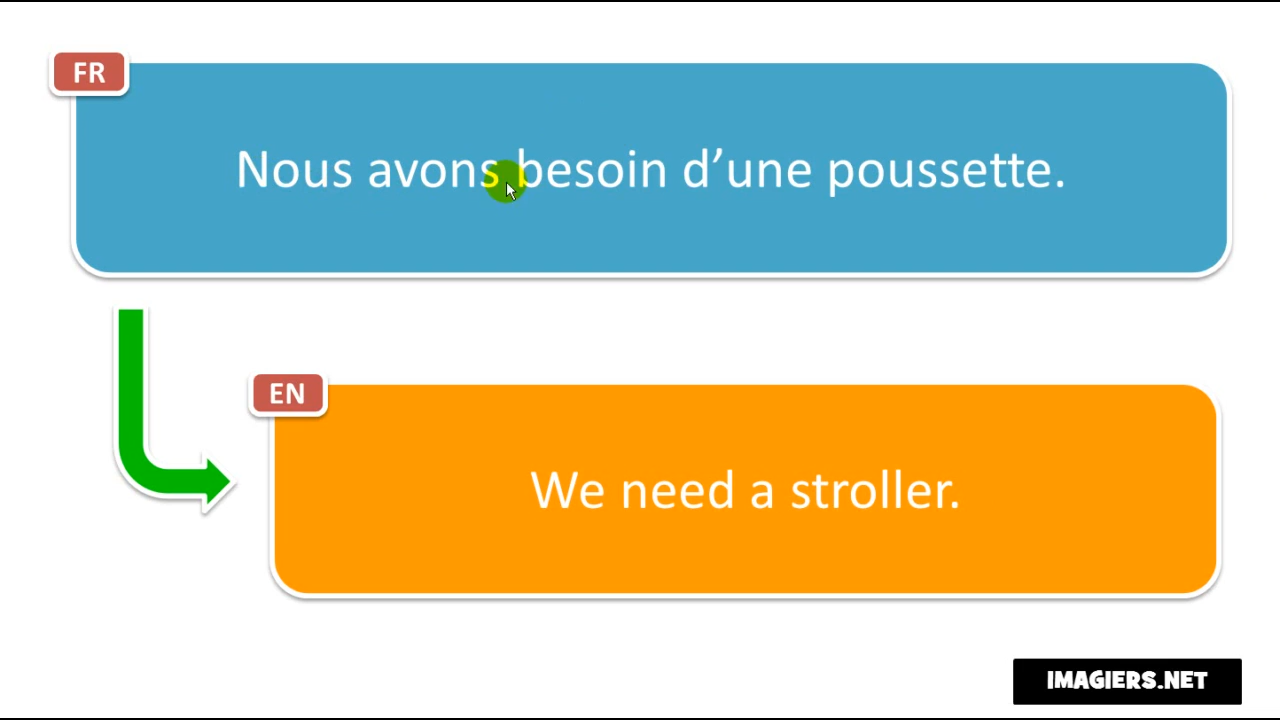 FR
Nous avons besoin d’une poussette.
EN
We need a stroller.
IMAGIERS.NET